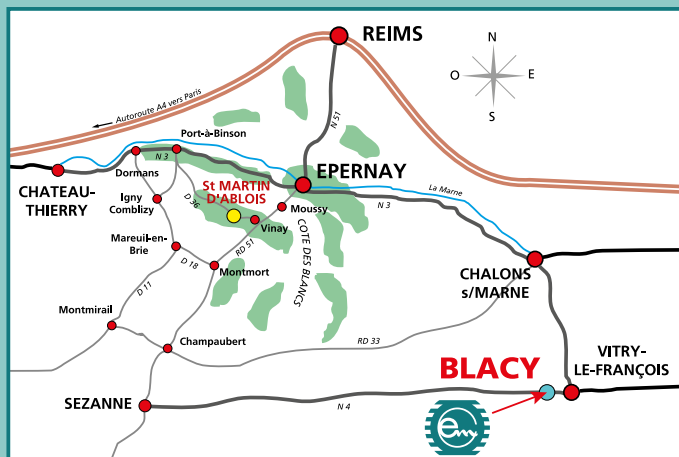 REIMS
N
O
E
S
Autoroute A4 vers Paris
N 51
Port-à-Binson
N 3
Dormans
EPERNAY
CHATEAU-
THIERRY
St MARTIN
D'ABLOIS
La Marne
N 3
D 36
Igny
Comblizy
Moussy
Vinay
RD 51
COTE DES BLANCS
Mareuil-en-
Brie
D 18
Montmort
CHALONS
s/MARNE
D 11
Montmirail
Champaubert
RD 33
BLACY
VITRY-
LE-FRANÇOIS
SEZANNE
N 4
em